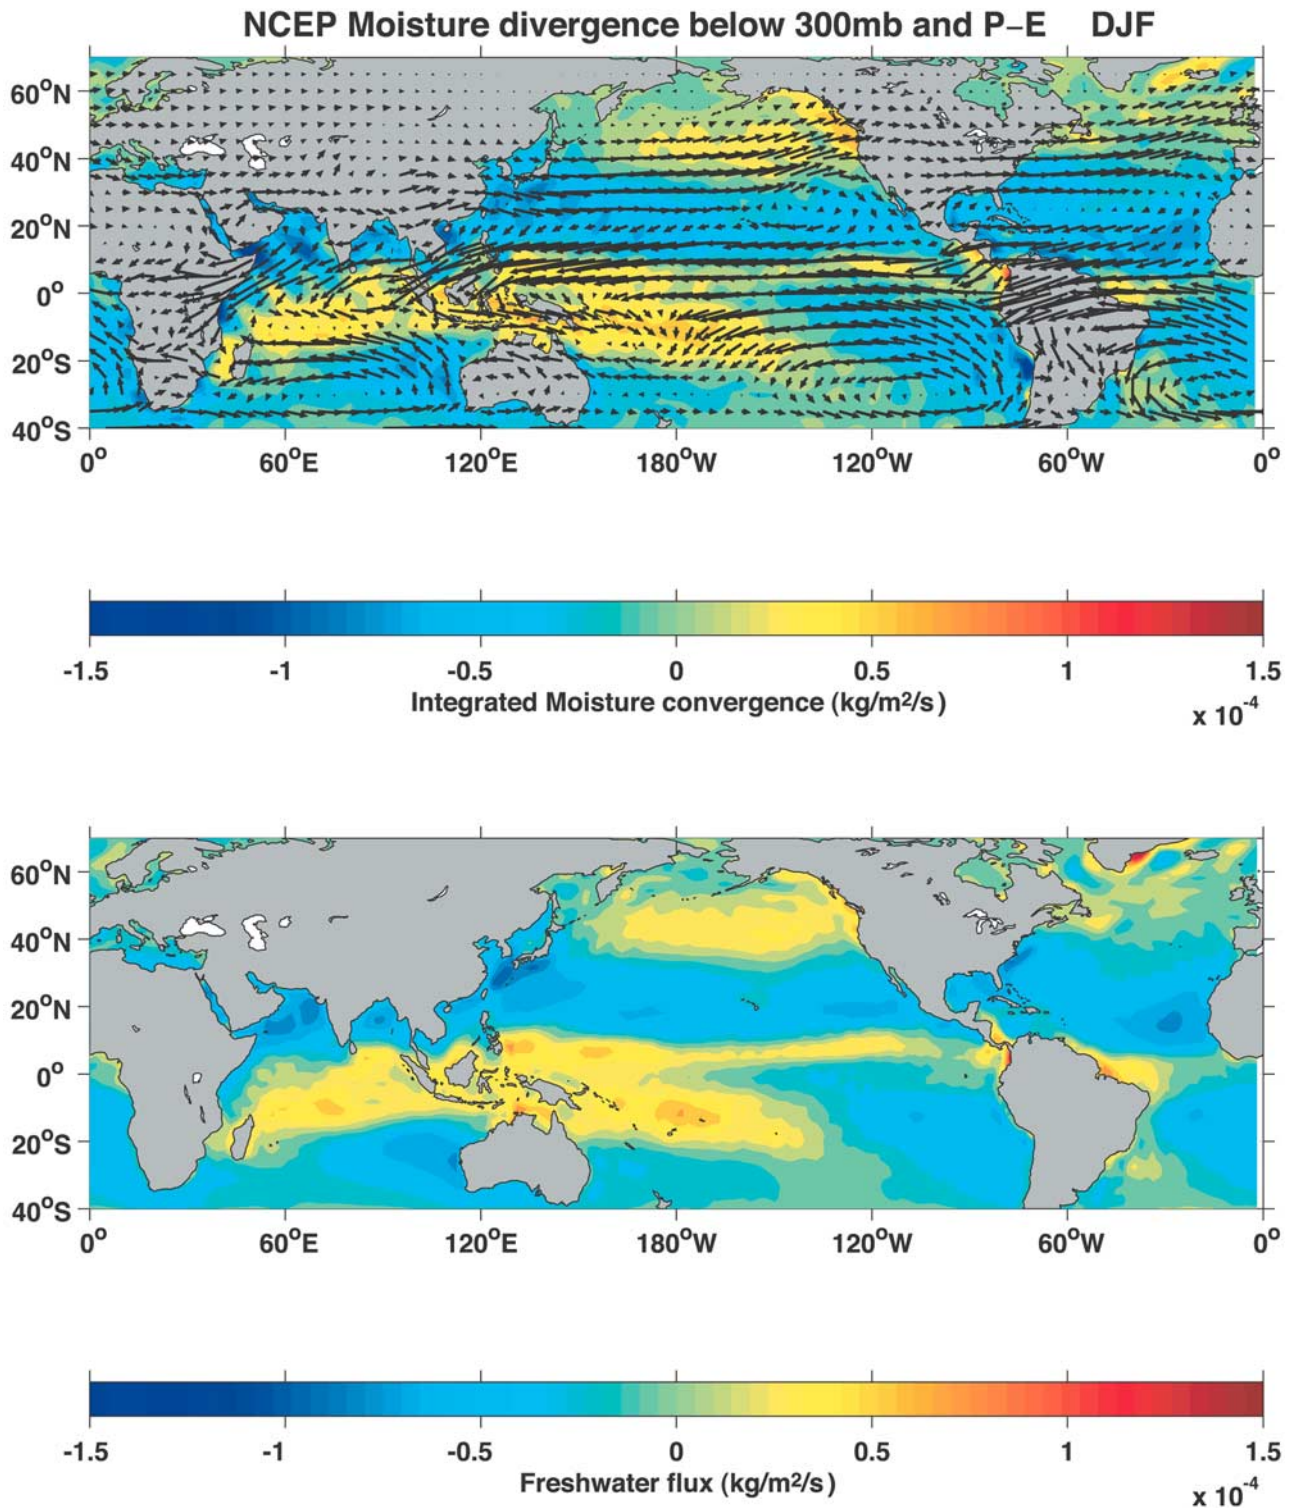 NCEP Moisture divergence below 300mb and P−E DJF
60°N
40°N
20°N
0°
20°S
40°S
0° 60°E 120°E 180°W 120°W 60°W 0°
-1.5 -1 -0.5 0 0.5 1 1.5
Integrated Moisture convergence (kg/m²/s)
x 10⁻⁴
60°N
40°N
20°N
0°
20°S
40°S
0° 60°E 120°E 180°W 120°W 60°W 0°
-1.5 -1 -0.5 0 0.5 1 1.5
Freshwater flux (kg/m²/s)
x 10⁻⁴